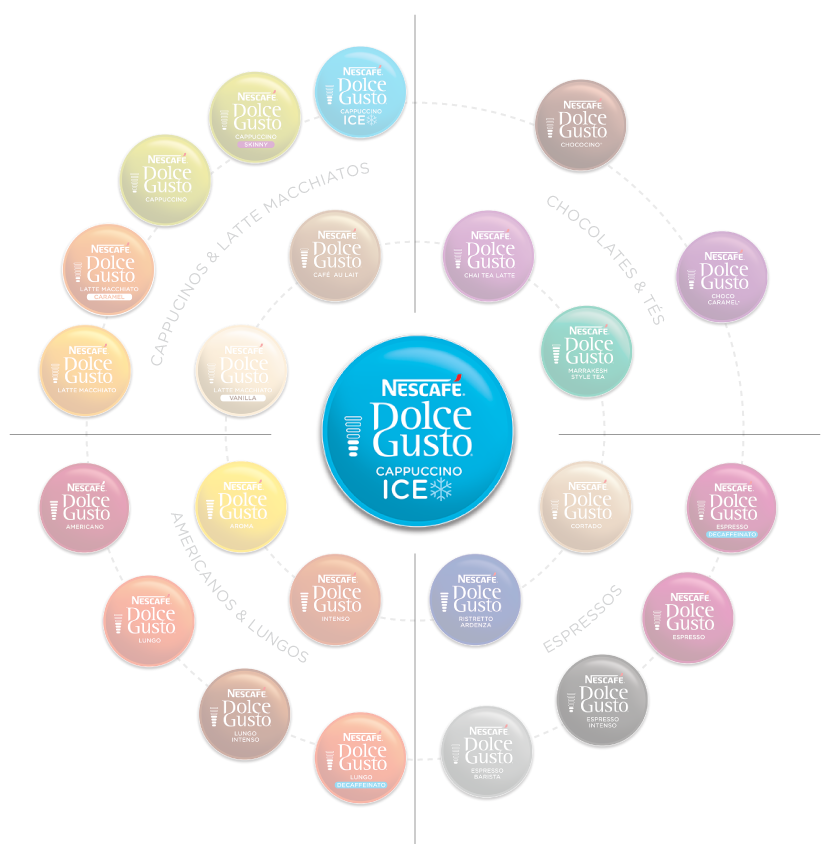 NESCAFÉ
Dolce
Gusto
CAPPUCCINO
ICE
NESCAFÉ
Dolce
Gusto
CAPPUCCINO
SKINNY
NESCAFÉ
Dolce
Gusto
CAPPUCCINO
NESCAFÉ
Dolce
Gusto
LATTE MACCHIATO
CARAMEL
NESCAFÉ
Dolce
Gusto
LATTE MACCHIATO
CAPPUCINOS & LATTE MACCHIATOS
NESCAFÉ
Dolce
Gusto
CAFÉ AU LAIT
NESCAFÉ
Dolce
Gusto
LATTE MACCHIATO
VANILLA
NESCAFÉ
Dolce
Gusto
CHOCOCINO
CHOCOLATES & TÉS
NESCAFÉ
Dolce
Gusto
CHAI TEA LATTE
NESCAFÉ
Dolce
Gusto
CHOCO
CARAMEL
NESCAFÉ
Dolce
Gusto
MARRAKESH
STYLE TEA
NESCAFÉ
Dolce
Gusto
CAPPUCCINO
ICE
NESCAFÉ
Dolce
Gusto
AMERICANO
NESCAFÉ
Dolce
Gusto
AROMA
AMERICANOS & LUNGOS
NESCAFÉ
Dolce
Gusto
INTENSO
NESCAFÉ
Dolce
Gusto
LUNGO
NESCAFÉ
Dolce
Gusto
LUNGO
INTENSO
NESCAFÉ
Dolce
Gusto
LUNGO
DECAFFEINATO
NESCAFÉ
Dolce
Gusto
CORTADO
NESCAFÉ
Dolce
Gusto
ESPRESSO
DECAFFEINATO
NESCAFÉ
Dolce
Gusto
RISTRETTO
ARDENZA
ESPRESSOS
NESCAFÉ
Dolce
Gusto
ESPRESSO
NESCAFÉ
Dolce
Gusto
ESPRESSO
INTENSO
NESCAFÉ
Dolce
Gusto
ESPRESSO
BARISTA